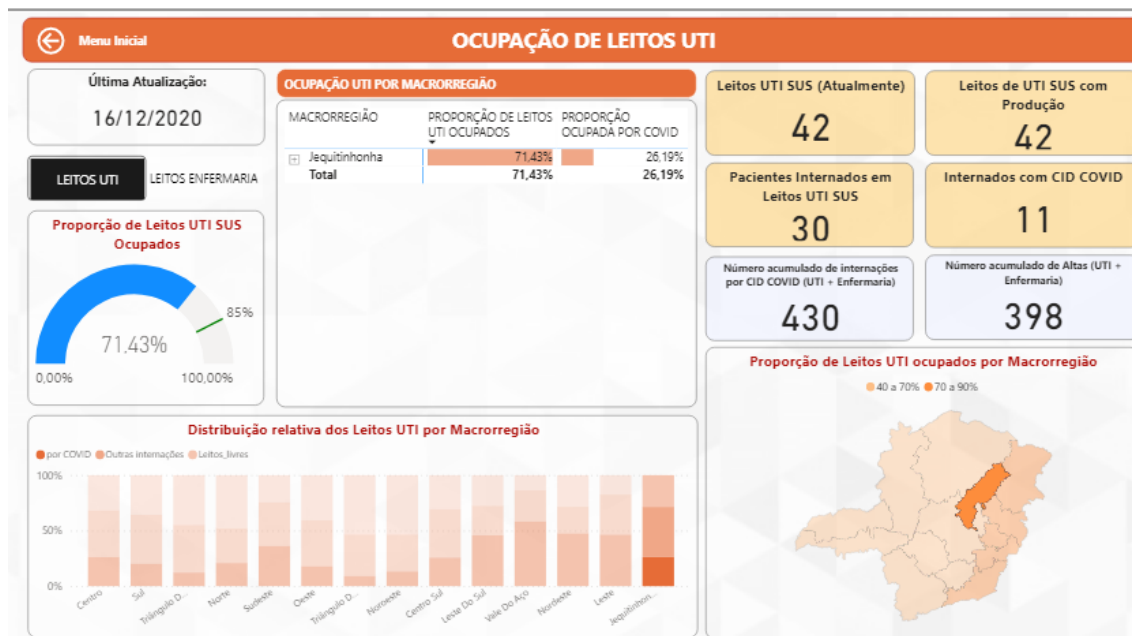 Menu Inicial
OCUPAÇÃO DE LEITOS UTI
Última Atualização:
16/12/2020
LEITOS UTI
LEITOS ENFERMARIA
Proporção de Leitos UTI SUS
Ocupados
85%
71,43%
0,00%
100,00%
OCUPAÇÃO UTI POR MACRORREGIÃO
MACRORREGIÃO
PROPORÇÃO DE LEITOS
UTI OCUPADOS
PROPORÇÃO
OCUPADA POR COVID
Jequitinhonha 71,43% 26,19%
Total 71,43% 26,19%
Leitos UTI SUS (Atualmente)
42
Leitos de UTI SUS com
Produção
42
Pacientes Internados em
Leitos UTI SUS
30
Internados com CID COVID
11
Número acumulado de internações
por CID COVID (UTI + Enfermaria)
430
Número acumulado de Altas (UTI +
Enfermaria)
398
Distribuição relativa dos Leitos UTI por Macrorregião
por COVID Outras internações Leitos_livres
100%
50%
0%
Centro
Sul
Triângulo D...
Norte
Sudeste
Oeste
Triângulo D...
Noroeste
Centro Sul
Leste Do Sul
Vale Do Aço
Nordeste
Leste
Jequitinhon...
Proporção de Leitos UTI ocupados por Macrorregião
40 a 70% 70 a 90%